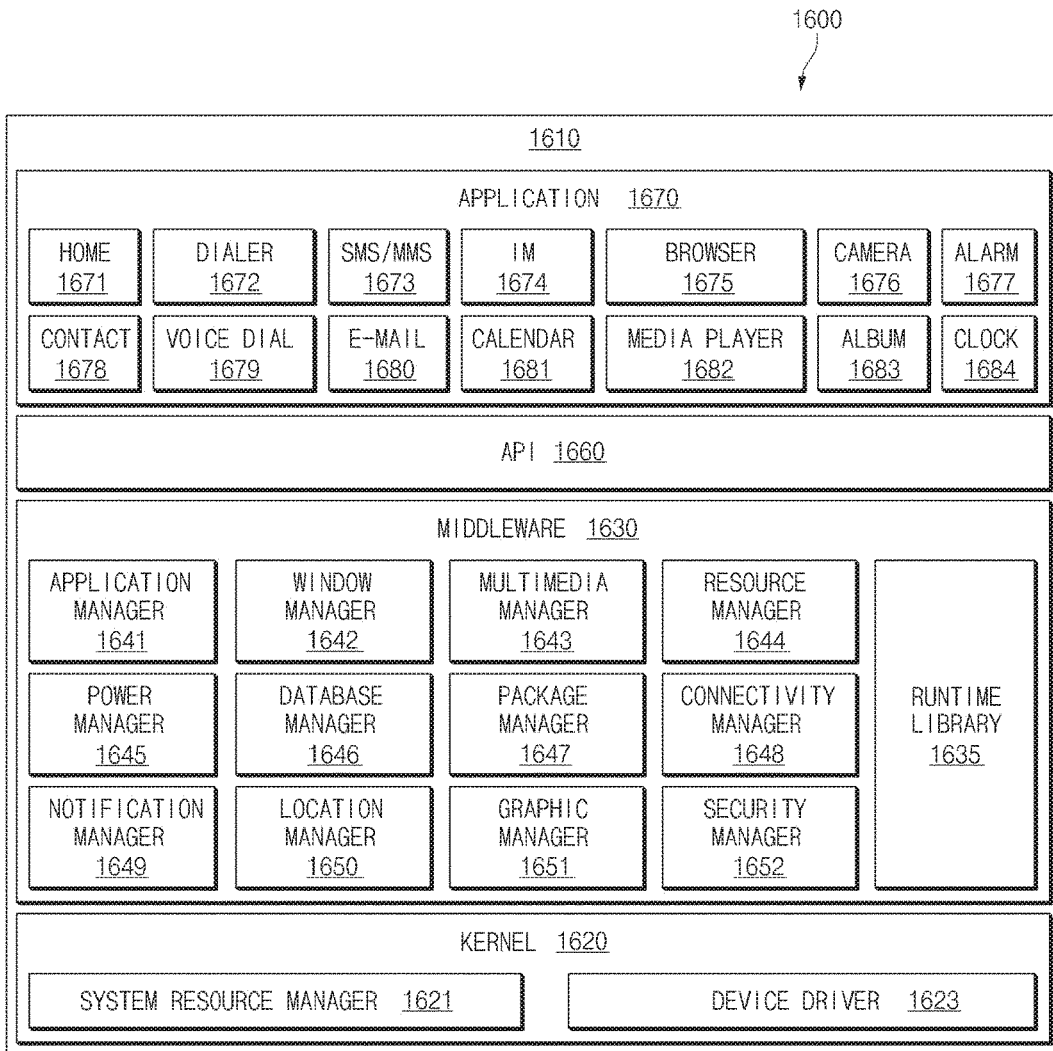 1600
1610
APPLICATION 1670
HOME
1671
DIALER
1672
SMS/MMS
1673
IM
1674
BROWSER
1675
CAMERA
1676
ALARM
1677
CONTACT
1678
VOICE DIAL
1679
E-MAIL
1680
CALENDAR
1681
MEDIA PLAYER
1682
ALBUM
1683
CLOCK
1684
API 1660
MIDDLEWARE 1630
APPLICATION
MANAGER
1641
WINDOW
MANAGER
1642
MULTIMEDIA
MANAGER
1643
RESOURCE
MANAGER
1644
POWER
MANAGER
1645
DATABASE
MANAGER
1646
PACKAGE
MANAGER
1647
CONNECTIVITY
MANAGER
1648
RUNTIME
LIBRARY
1635
NOTIFICATION
MANAGER
1649
LOCATION
MANAGER
1650
GRAPHIC
MANAGER
1651
SECURITY
MANAGER
1652
KERNEL 1620
SYSTEM RESOURCE MANAGER 1621
DEVICE DRIVER 1623